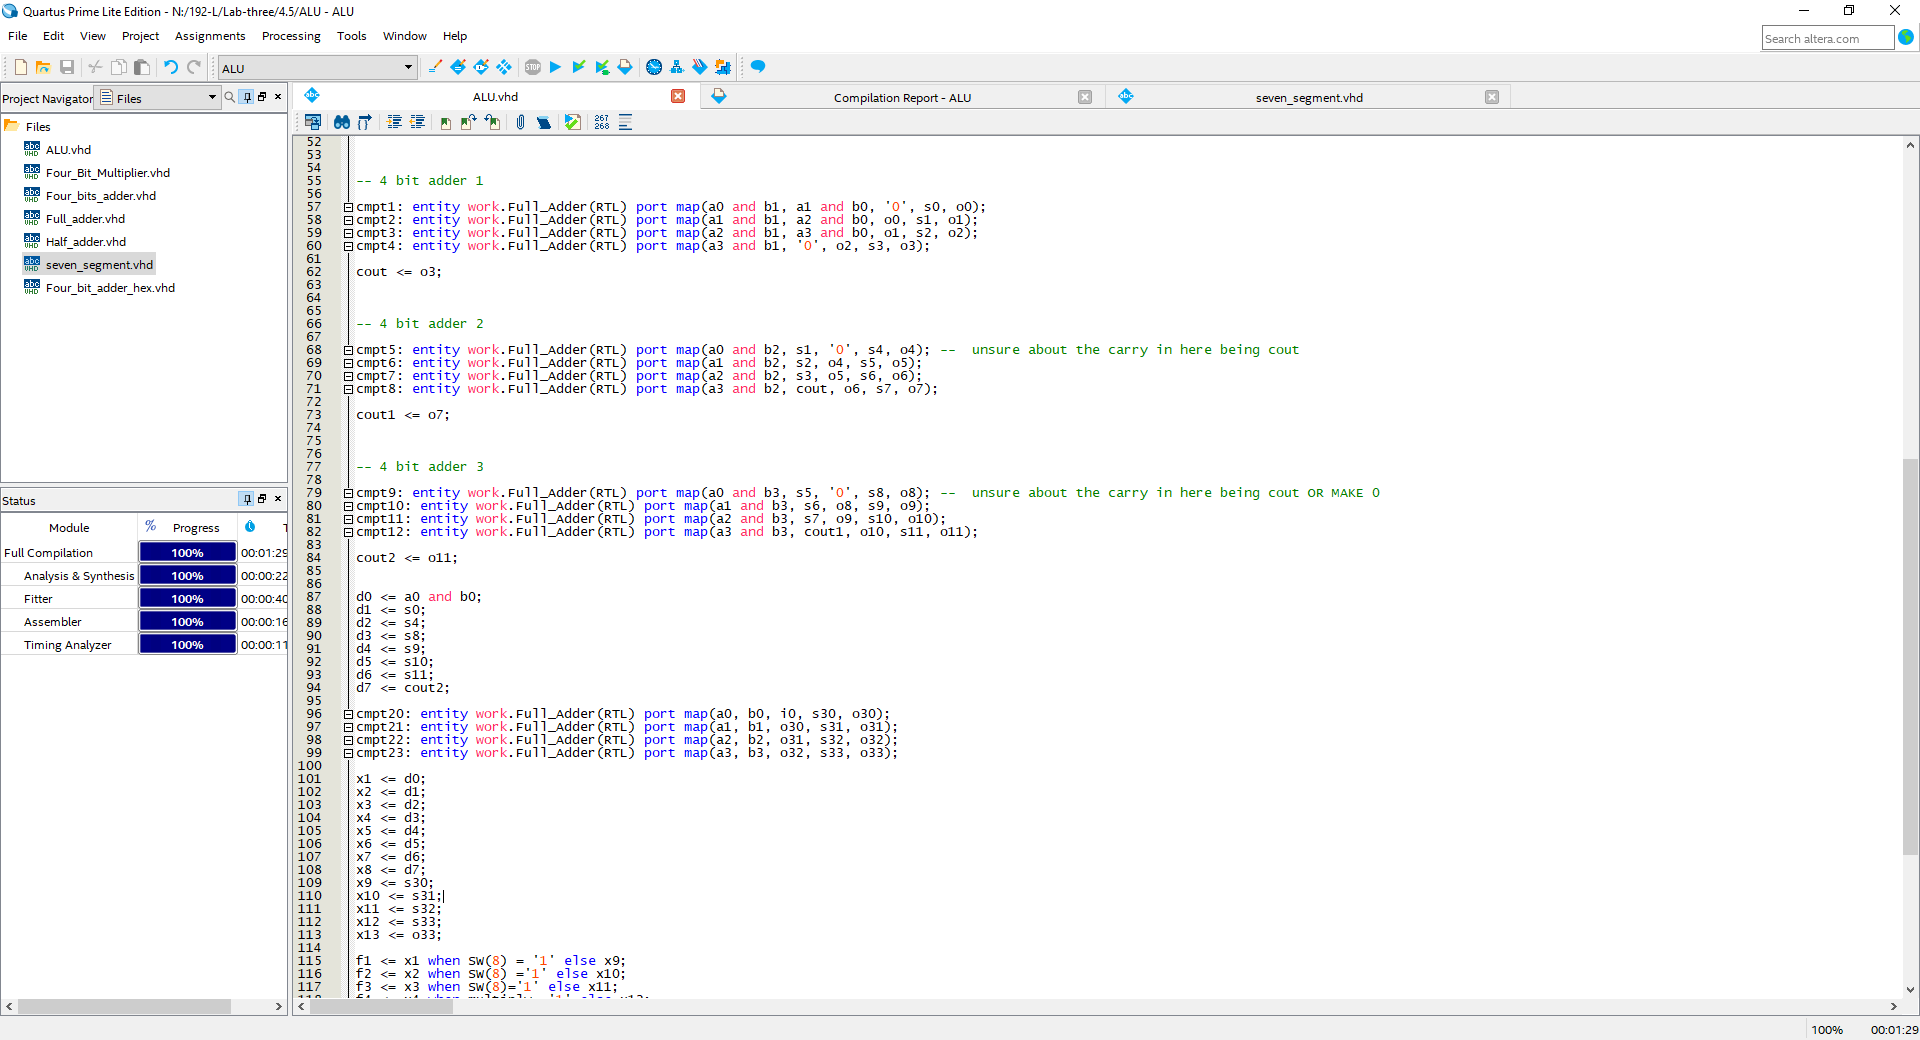 Quartus Prime Lite Edition - N:/192-L/Lab-three/4.5/ALU - ALU
File Edit View Project Assignments Processing Tools Window Help
Search altera.com
ALU
STOP
Project Navigator Files
ALU.vhd
Compilation Report - ALU
seven_segment.vhd
Files
ALU.vhd
Four_Bit_Multiplier.vhd
Four_bits_adder.vhd
Full_adder.vhd
Half_adder.vhd
seven_segment.vhd
Four_bit_adder_hex.vhd
Status
Module % Progress T
Full Compilation 100% 00:01:29
Analysis & Synthesis 100% 00:00:22
Fitter 100% 00:00:40
Assembler 100% 00:00:16
Timing Analyzer 100% 00:00:11
267
268
52
53
54
55 -- 4 bit adder 1
56
57 cmpt1: entity work.Full_Adder(RTL) port map(a0 and b1, a1 and b0, '0', s0, o0);
58 cmpt2: entity work.Full_Adder(RTL) port map(a1 and b1, a2 and b0, o0, s1, o1);
59 cmpt3: entity work.Full_Adder(RTL) port map(a2 and b1, a3 and b0, o1, s2, o2);
60 cmpt4: entity work.Full_Adder(RTL) port map(a3 and b1, '0', o2, s3, o3);
61
62 cout <= o3;
63
64
65
66 -- 4 bit adder 2
67
68 cmpt5: entity work.Full_Adder(RTL) port map(a0 and b2, s1, '0', s4, o4); --  unsure about the carry in here being cout
69 cmpt6: entity work.Full_Adder(RTL) port map(a1 and b2, s2, o4, s5, o5);
70 cmpt7: entity work.Full_Adder(RTL) port map(a2 and b2, s3, o5, s6, o6);
71 cmpt8: entity work.Full_Adder(RTL) port map(a3 and b2, cout, o6, s7, o7);
72
73 cout1 <= o7;
74
75
76
77 -- 4 bit adder 3
78
79 cmpt9: entity work.Full_Adder(RTL) port map(a0 and b3, s5, '0', s8, o8); --  unsure about the carry in here being cout OR MAKE 0
80 cmpt10: entity work.Full_Adder(RTL) port map(a1 and b3, s6, o8, s9, o9);
81 cmpt11: entity work.Full_Adder(RTL) port map(a2 and b3, s7, o9, s10, o10);
82 cmpt12: entity work.Full_Adder(RTL) port map(a3 and b3, cout1, o10, s11, o11);
83
84 cout2 <= o11;
85
86
87 d0 <= a0 and b0;
88 d1 <= s0;
89 d2 <= s4;
90 d3 <= s8;
91 d4 <= s9;
92 d5 <= s10;
93 d6 <= s11;
94 d7 <= cout2;
95
96 cmpt20: entity work.Full_Adder(RTL) port map(a0, b0, i0, s30, o30);
97 cmpt21: entity work.Full_Adder(RTL) port map(a1, b1, o30, s31, o31);
98 cmpt22: entity work.Full_Adder(RTL) port map(a2, b2, o31, s32, o32);
99 cmpt23: entity work.Full_Adder(RTL) port map(a3, b3, o32, s33, o33);
100
101 x1 <= d0;
102 x2 <= d1;
103 x3 <= d2;
104 x4 <= d3;
105 x5 <= d4;
106 x6 <= d5;
107 x7 <= d6;
108 x8 <= d7;
109 x9 <= s30;
110 x10 <= s31;
111 x11 <= s32;
112 x12 <= s33;
113 x13 <= o33;
114
115 f1 <= x1 when SW(8) = '1' else x9;
116 f2 <= x2 when SW(8) ='1' else x10;
117 f3 <= x3 when SW(8)='1' else x11;
100% 00:01:29